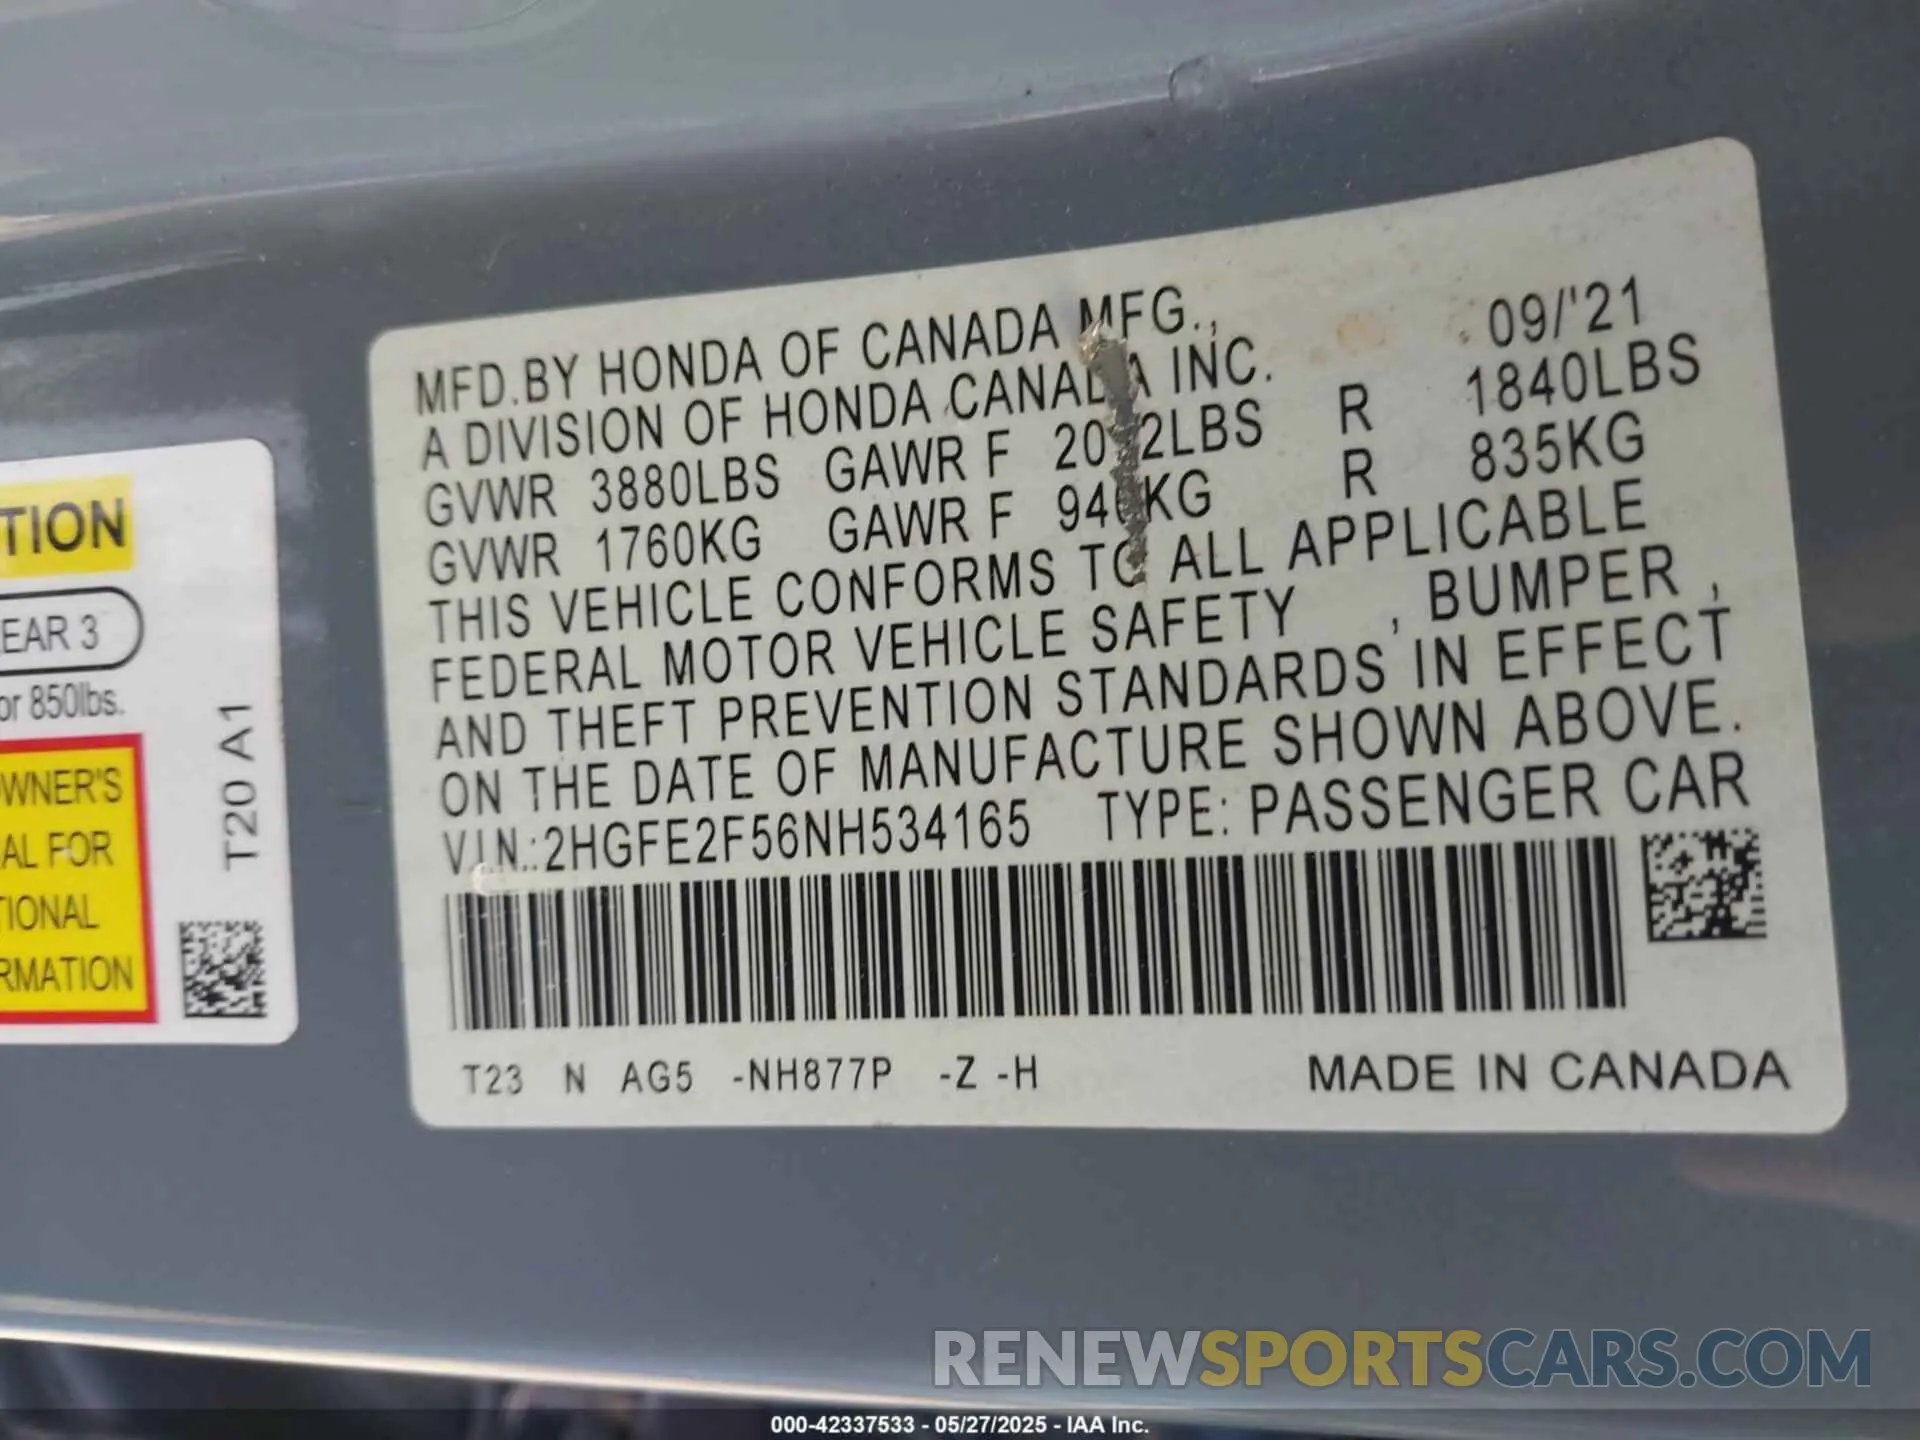 TION
EAR 3
or 850lbs.
WNER'S
AL FOR
TIONAL
RMATION
T20 A1
MFD.BY HONDA OF CANADA MFG., 09/'21
A DIVISION OF HONDA CANADA INC.
GVWR 3880LBS GAWR F LBS R 1840LBS
GVWR 1760KG GAWR F KG R 835KG
THIS VEHICLE CONFORMS TO ALL APPLICABLE
FEDERAL MOTOR VEHICLE SAFETY , BUMPER ,
AND THEFT PREVENTION STANDARDS IN EFFECT
ON THE DATE OF MANUFACTURE SHOWN ABOVE.
VIN.:2HGFE2F56NH534165 TYPE: PASSENGER CAR
T23 N AG5 -NH877P -Z -H MADE IN CANADA
RENEWSPORTSCARS.COM
000-42337533 - 05/27/2025 - IAA Inc.